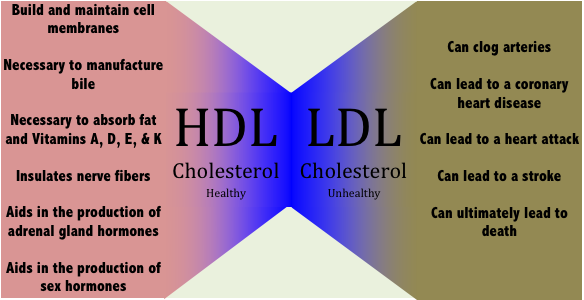 Build and maintain cell
membranes
Necessary to manufacture
bile
Necessary to absorb fat
and Vitamins A, D, E, & K
Insulates nerve fibers
Aids in the production of
adrenal gland hormones
Aids in the production of
sex hormones
HDL
Cholesterol
Healthy
LDL
Cholesterol
Unhealthy
Can clog arteries
Can lead to a coronary
heart disease
Can lead to a heart attack
Can lead to a stroke
Can ultimately lead to
death